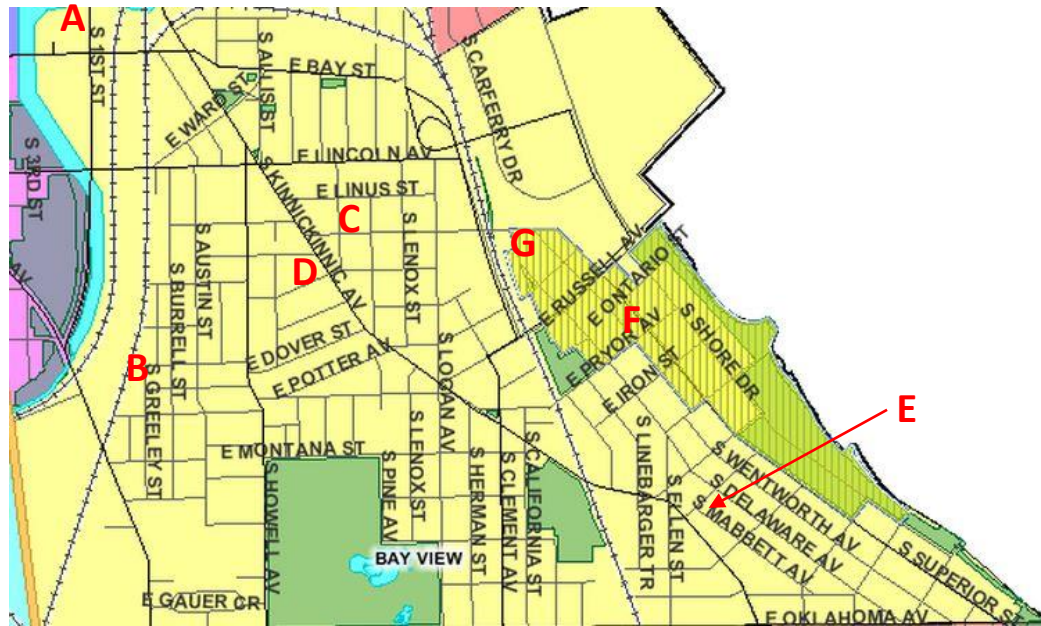 A
S 1ST ST
S CARFERRY DR
S ALLIS ST
E BAY ST
E WARD ST
S 3RD ST
E LINCOLN AV
S KINNICKINNIC AV
E LINUS ST
C
G
S LENOX ST
S AUSTIN ST
D
E RUSSELL AV
E ONTARIO ST
AV
S BURRELL ST
F
S SHORE DR
E DOVER ST
B
S GREELEY ST
E POTTER AV
S LOGAN AV
E PRYOR AV
E IRON ST
E
E MONTANA ST
S LENOX ST
S PINE AV
S HOWELL AV
S HERMAN ST
S CLEMENT AV
S CALIFORNIA ST
S LINEBARGER TR
S ELLEN ST
S WENTWORTH AV
S DELAWARE AV
S MABBETT AV
BAY VIEW
S SUPERIOR ST
E GAUER CR
E OKLAHOMA AV